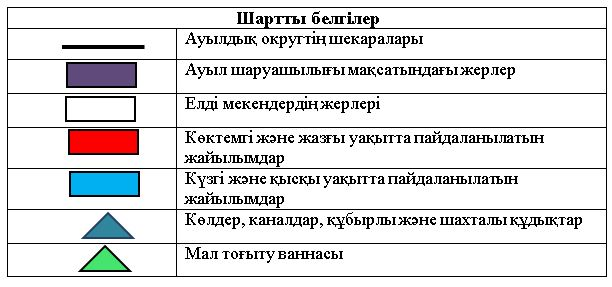 Шартты белгілер
Ауылдық округтің шекаралары
Ауыл шаруашылығы мақсатындағы жерлер
Елді мекендердің жерлері
Көктемгі және жазғы уақытта пайдаланылатын
жайылымдар
Күзгі және қысқы уақытта пайдаланылатын
жайылымдар
Көлдер, каналдар, құбырлы және шахталы құдықтар
Мал тоғыту ваннасы